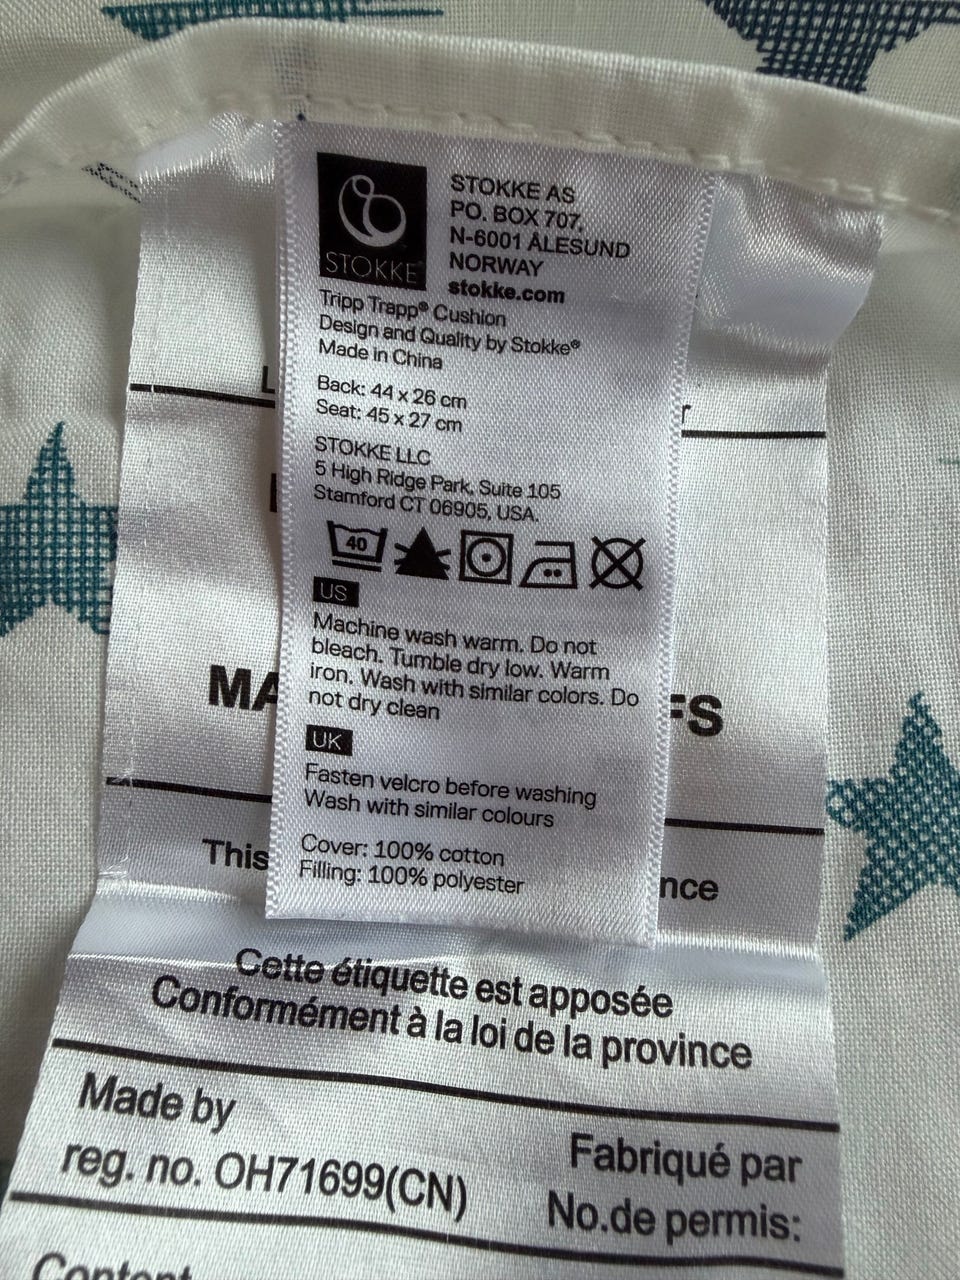 STOKKE
STOKKE AS
PO. BOX 707,
N-6001 ÅLESUND
NORWAY
stokke.com
Tripp Trapp® Cushion
Design and Quality by Stokke®
Made in China
Back: 44 x 26 cm
Seat: 45 x 27 cm
STOKKE LLC
5 High Ridge Park, Suite 105
Stamford CT 06905, USA.
40
US
Machine wash warm. Do not
bleach. Tumble dry low. Warm
iron. Wash with similar colors. Do
not dry clean
UK
Fasten velcro before washing
Wash with similar colours
Cover: 100% cotton
Filling: 100% polyester
This
Cette étiquette est apposée
Conformément à la loi de la province
Made by
reg. no. OH71699(CN)
Fabriqué par
No.de permis:
Content